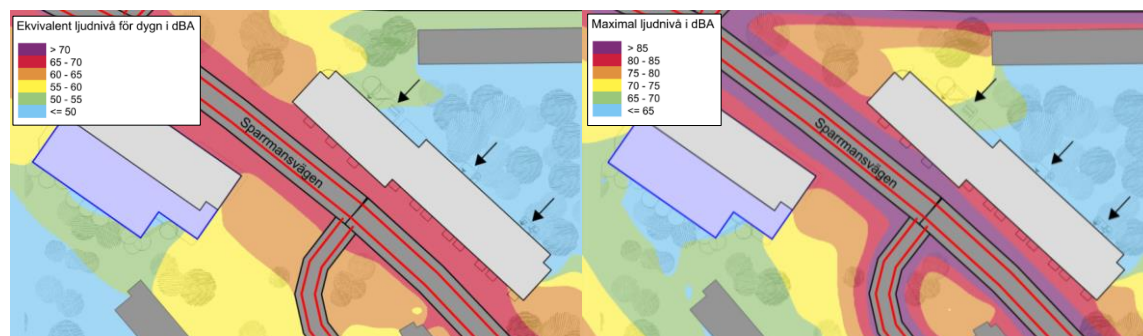 Ekvivalent ljudnivå för dygn i dBA
> 70
65 - 70
60 - 65
55 - 60
50 - 55
<= 50
Sparrmansvägen
Maximal ljudnivå i dBA
> 85
80 - 85
75 - 80
70 - 75
65 - 70
<= 65
Sparrmansvägen